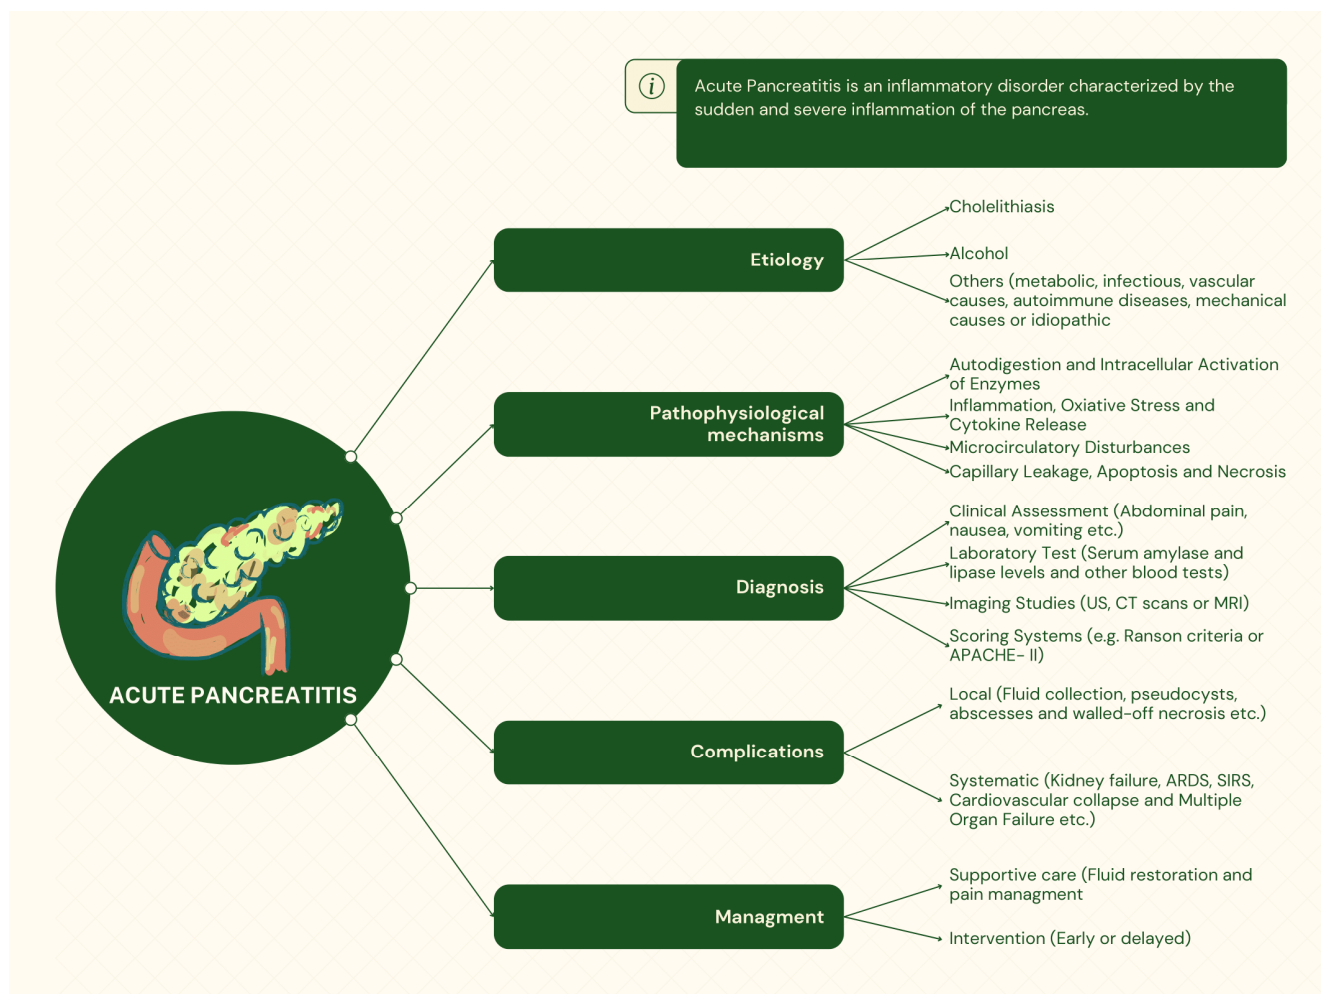 i
Acute Pancreatitis is an inflammatory disorder characterized by the
sudden and severe inflammation of the pancreas.
ACUTE PANCREATITIS
Etiology
Cholelithiasis
Alcohol
Others (metabolic, infectious, vascular
causes, autoimmune diseases, mechanical
causes or idiopathic
Pathophysiological
mechanisms
Autodigestion and Intracellular Activation
of Enzymes
Inflammation, Oxiative Stress and
Cytokine Release
Microcirculatory Disturbances
Capillary Leakage, Apoptosis and Necrosis
Diagnosis
Clinical Assessment (Abdominal pain,
nausea, vomiting etc.)
Laboratory Test (Serum amylase and
lipase levels and other blood tests)
Imaging Studies (US, CT scans or MRI)
Scoring Systems (e.g. Ranson criteria or
APACHE- II)
Complications
Local (Fluid collection, pseudocysts,
abscesses and walled-off necrosis etc.)
Systematic (Kidney failure, ARDS, SIRS,
Cardiovascular collapse and Multiple
Organ Failure etc.)
Managment
Supportive care (Fluid restoration and
pain managment
Intervention (Early or delayed)